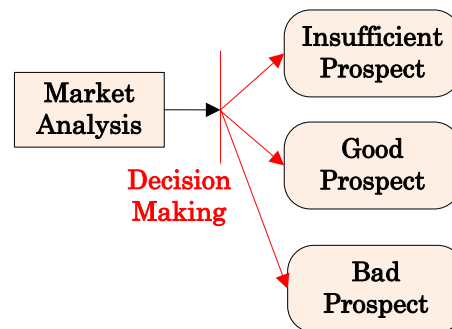 Market
Analysis
Decision
Making
Insufficient
Prospect
Good
Prospect
Bad
Prospect